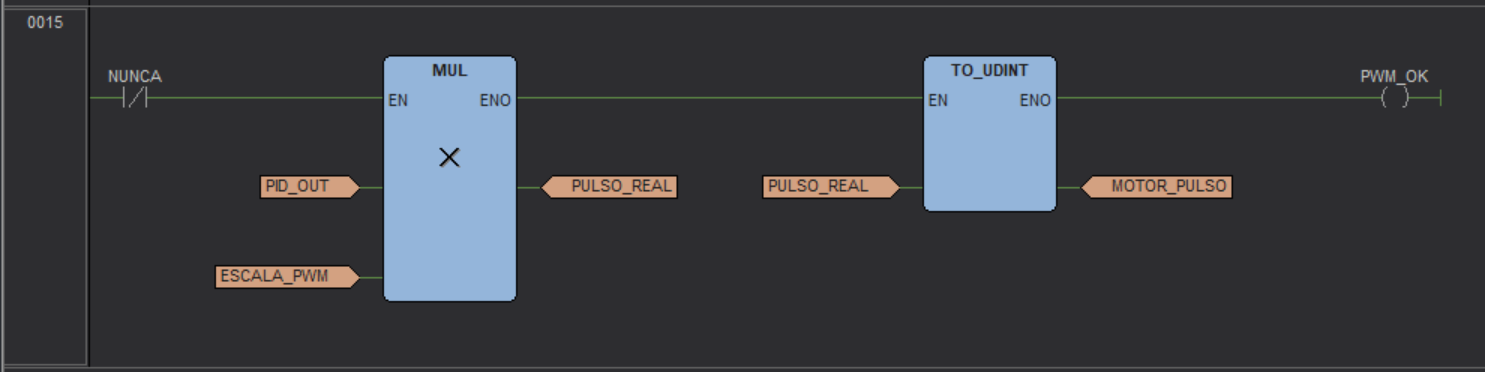 0015
NUNCA
MUL
TO_UDINT
PWM_OK
EN ENO
EN ENO
PID_OUT
PULSO_REAL
PULSO_REAL
MOTOR_PULSO
ESCALA_PWM